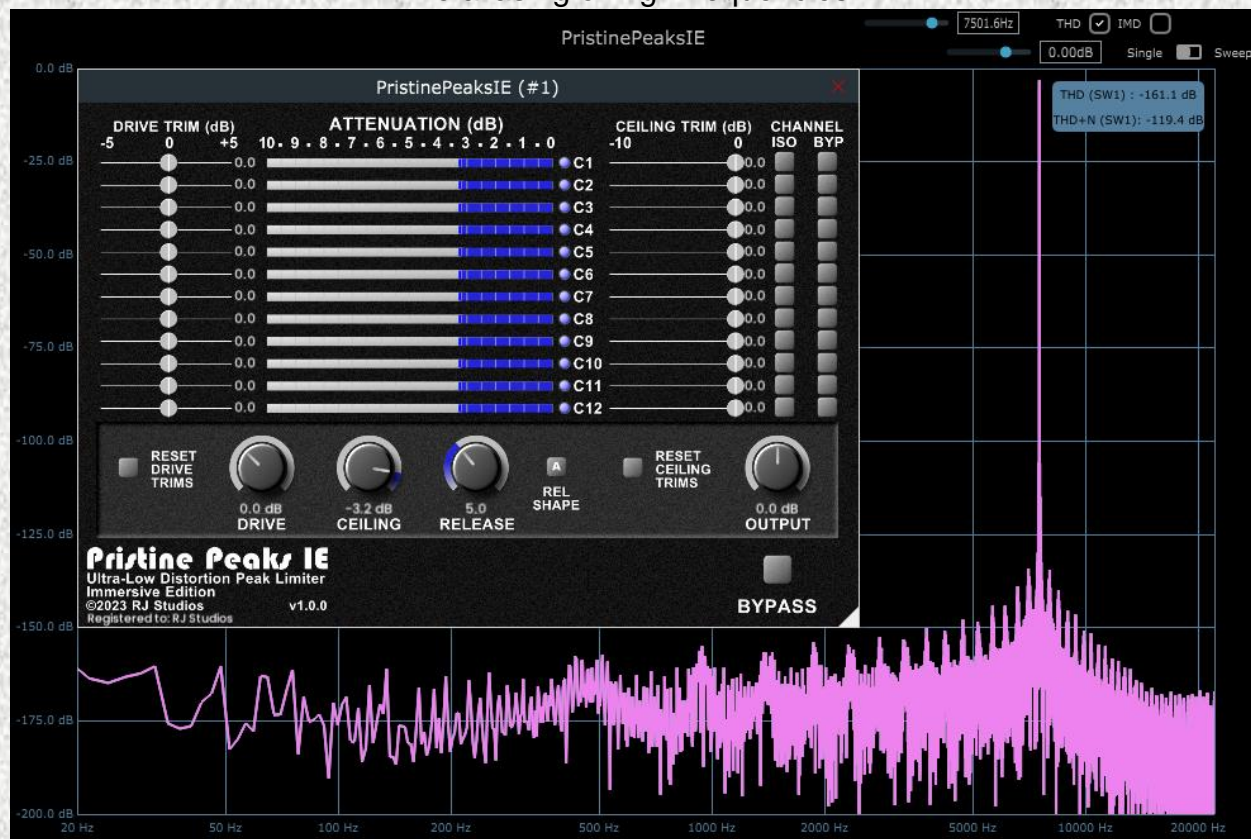 PristinePeaksIE
7501.6Hz
THD
IMD
0.00dB
Single
Sweep
0.0 dB
PristinePeaksIE (#1)
THD (SW1) : -161.1 dB
THD+N (SW1): -119.4 dB
DRIVE TRIM (dB)
-5 0 +5
ATTENUATION (dB)
10 • 9 • 8 • 7 • 6 • 5 • 4 • 3 • 2 • 1 • 0
CEILING TRIM (dB)
-10 0
CHANNEL
ISO BYP
0.0 C1 0.0
0.0 C2 0.0
0.0 C3 0.0
0.0 C4 0.0
0.0 C5 0.0
0.0 C6 0.0
0.0 C7 0.0
0.0 C8 0.0
0.0 C9 0.0
0.0 C10 0.0
0.0 C11 0.0
0.0 C12 0.0
-25.0 dB
-50.0 dB
-75.0 dB
-100.0 dB
-125.0 dB
-150.0 dB
-175.0 dB
-200.0 dB
RESET
DRIVE
TRIMS
0.0 dB
DRIVE
-3.2 dB
CEILING
5.0
RELEASE
A
REL
SHAPE
RESET
CEILING
TRIMS
0.0 dB
OUTPUT
Pristine Peaks IE
Ultra-Low Distortion Peak Limiter
Immersive Edition
©2023 RJ Studios v1.0.0
Registered to: RJ Studios
BYPASS
20 Hz 50 Hz 100 Hz 200 Hz 500 Hz 1000 Hz 2000 Hz 5000 Hz 10000 Hz 20000 Hz